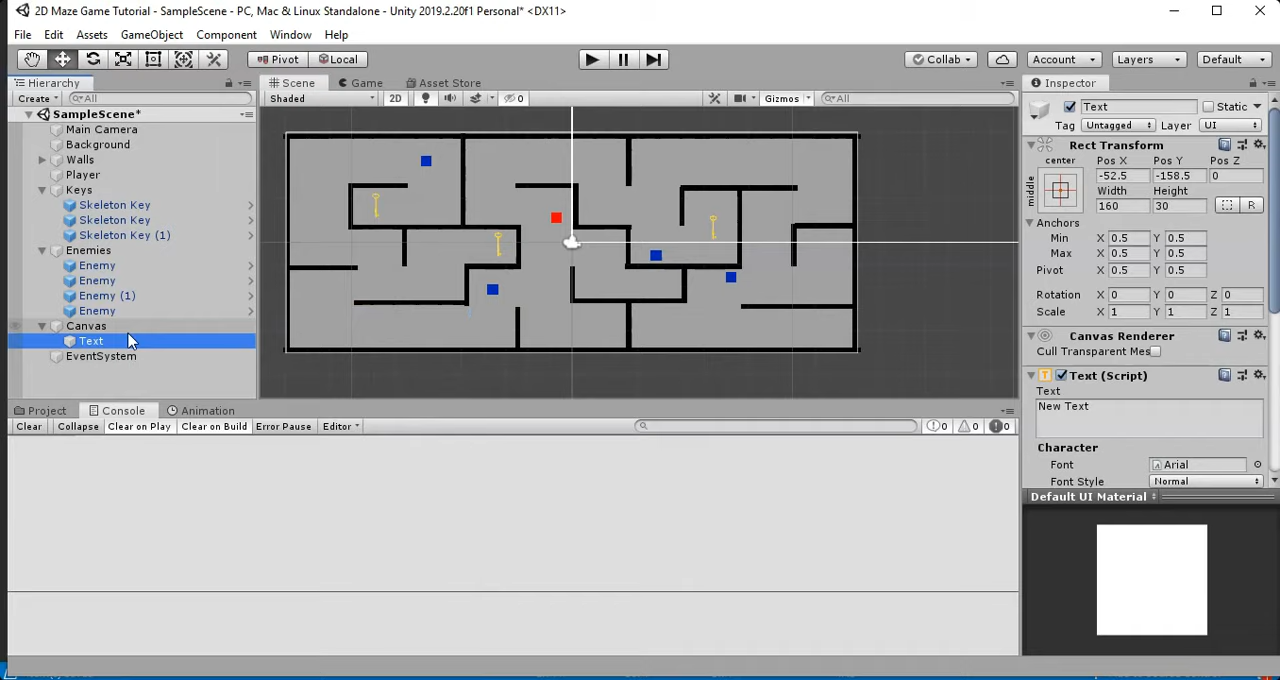 2D Maze Game Tutorial - SampleScene - PC, Mac & Linux Standalone - Unity 2019.2.20f1 Personal* <DX11>
File Edit Assets GameObject Component Window Help
Pivot Local Collab Account Layers Default
Hierarchy Scene Game Asset Store Inspector
Create All Shaded 2D 0 Gizmos All
SampleScene*
Main Camera
Background
Walls
Player
Keys
Skeleton Key
Skeleton Key
Skeleton Key (1)
Enemies
Enemy
Enemy
Enemy (1)
Enemy
Canvas
Text
EventSystem
Text Static
Tag Untagged Layer UI
Rect Transform
center Pos X Pos Y Pos Z
middle -52.5 -158.5 0
Width Height
160 30 R
Anchors
Min X 0.5 Y 0.5
Max X 0.5 Y 0.5
Pivot X 0.5 Y 0.5
Rotation X 0 Y 0 Z 0
Scale X 1 Y 1 Z 1
Canvas Renderer
Cull Transparent Mes
Text (Script)
Text
New Text
Character
Font Arial
Font Style Normal
Default UI Material
Project Console Animation
Clear Collapse Clear on Play Clear on Build Error Pause Editor 0 0 0